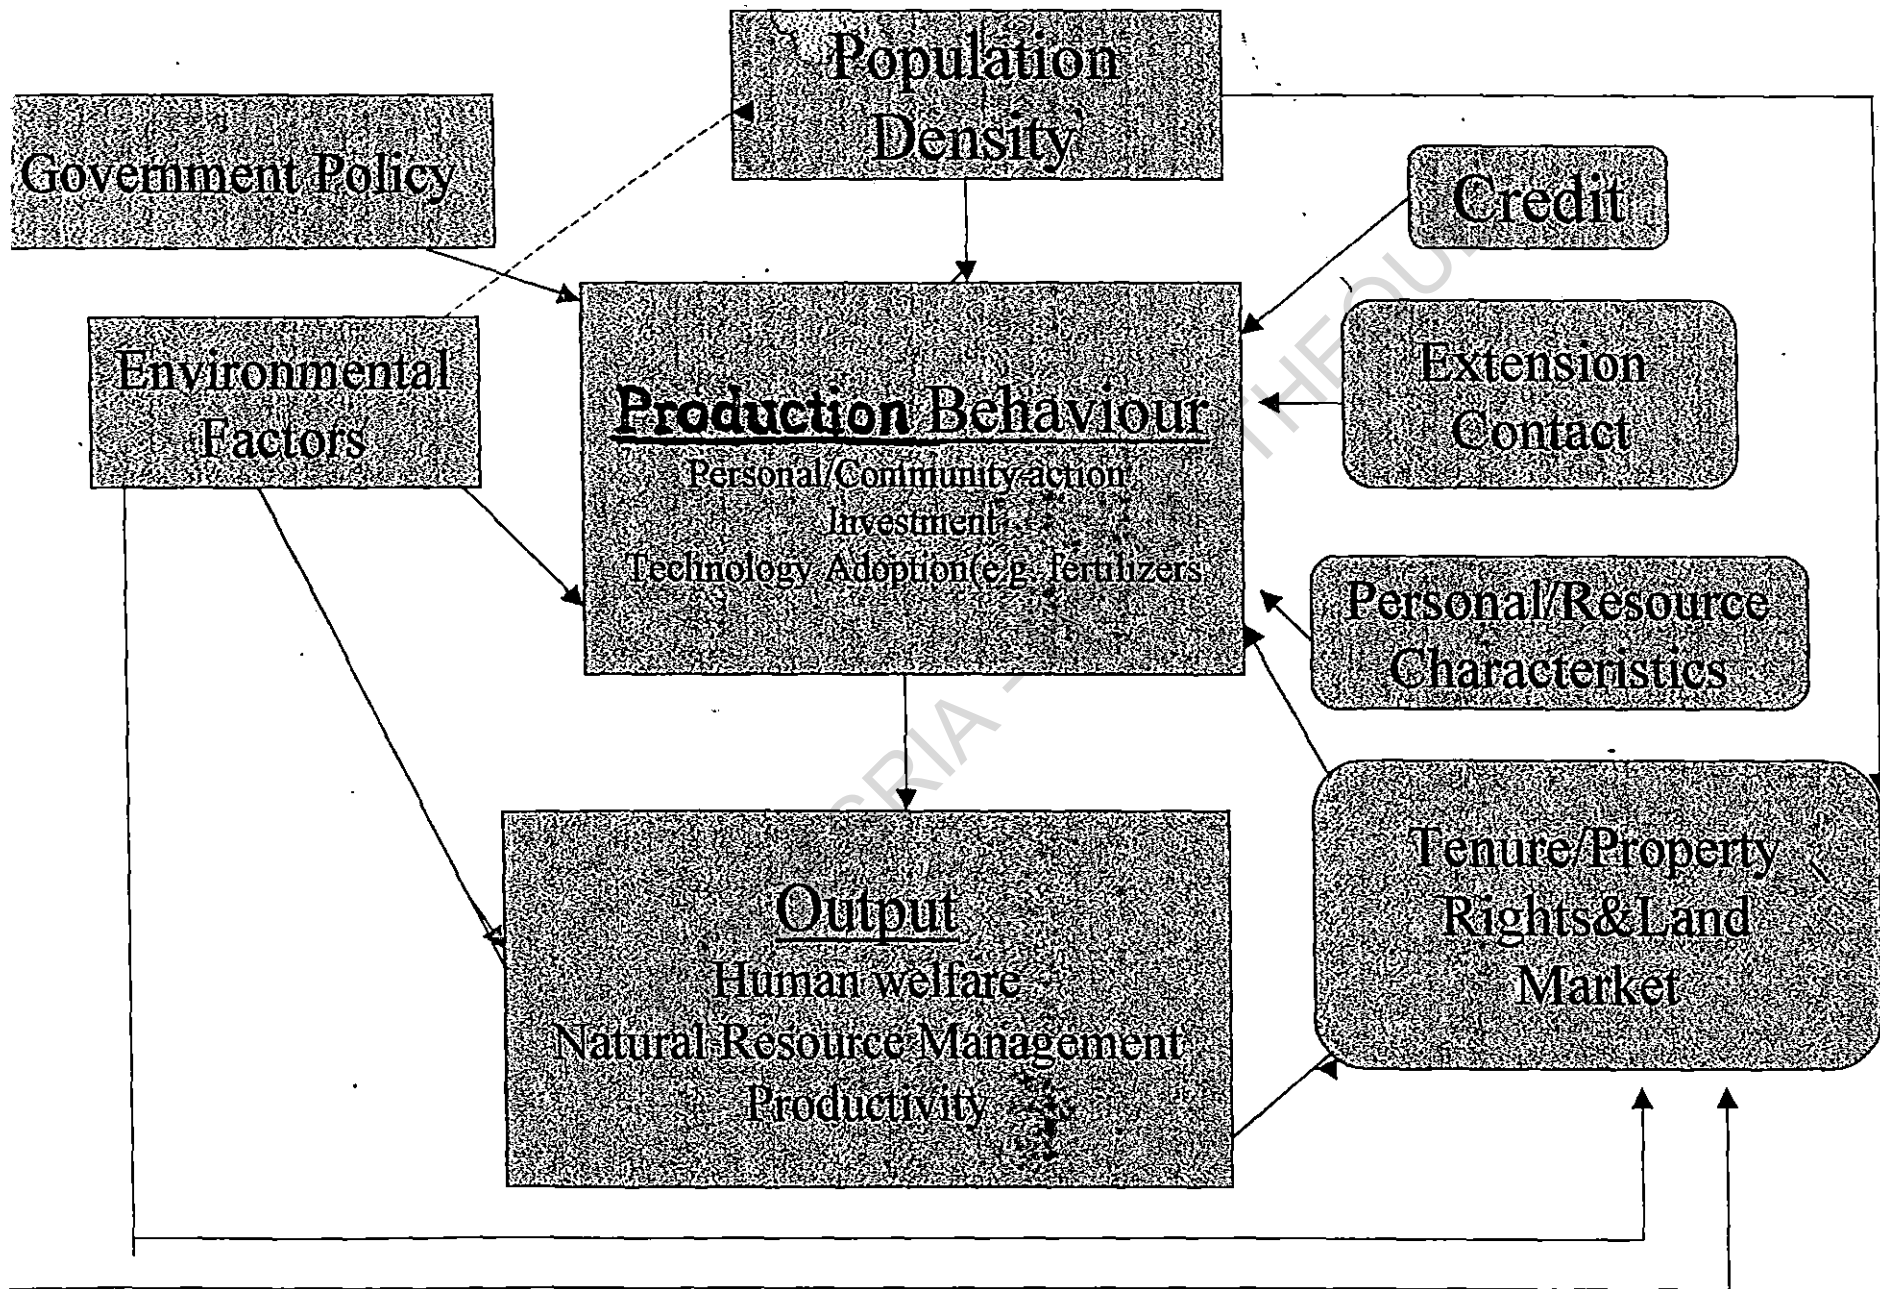 Population
Density
Government Policy
Credit
Environmental
Factors
Extension
Contact
Production Behaviour
Personal/Community action
Investment
Technology Adoption(e.g. fertilizers
Personal/Resource
Characteristics
Tenure/Property
Rights&Land
Market
Output
Human welfare
Natural Resource Management
Productivity